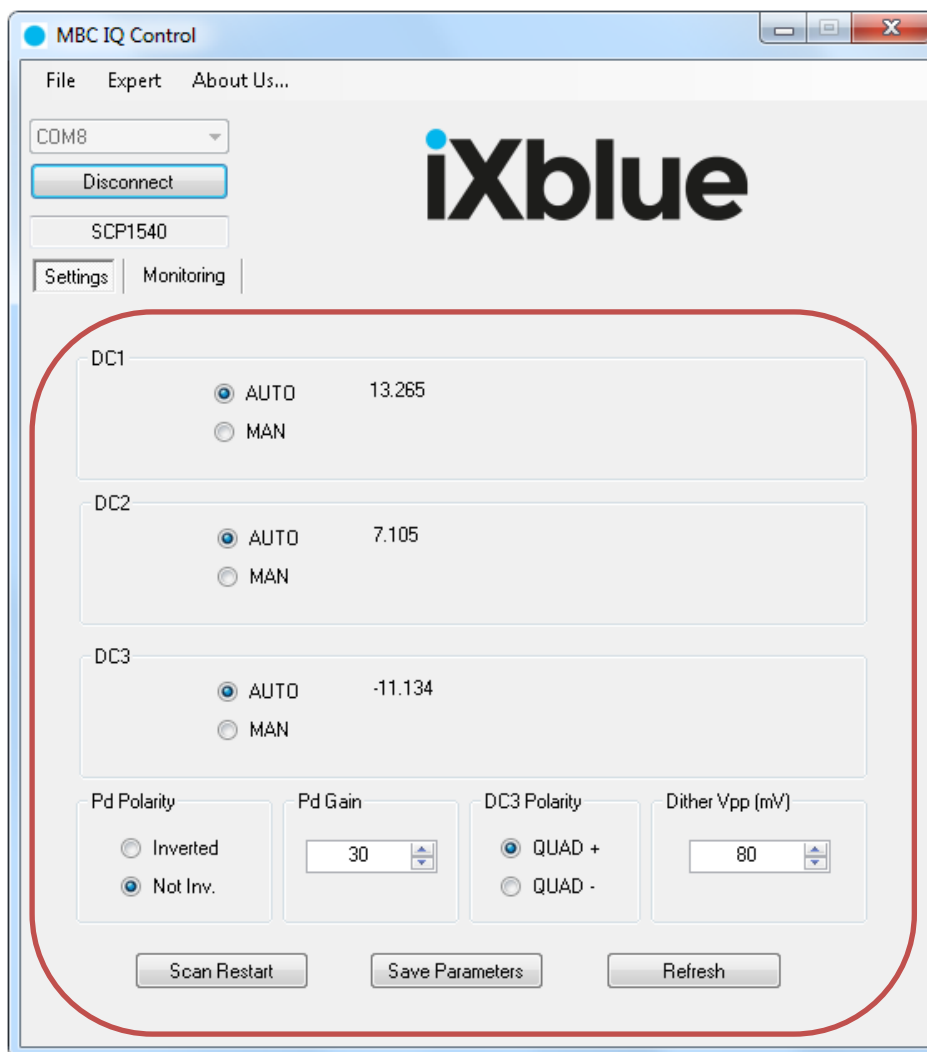 MBC IQ Control
File Expert About Us...
COM8
iXblue
Disconnect
SCP1540
Settings Monitoring
DC1
AUTO 13.265
MAN
DC2
AUTO 7.105
MAN
DC3
AUTO -11.134
MAN
Pd Polarity Pd Gain DC3 Polarity Dither Vpp (mV)
Inverted 30 QUAD + 80
Not Inv. QUAD -
Scan Restart Save Parameters Refresh